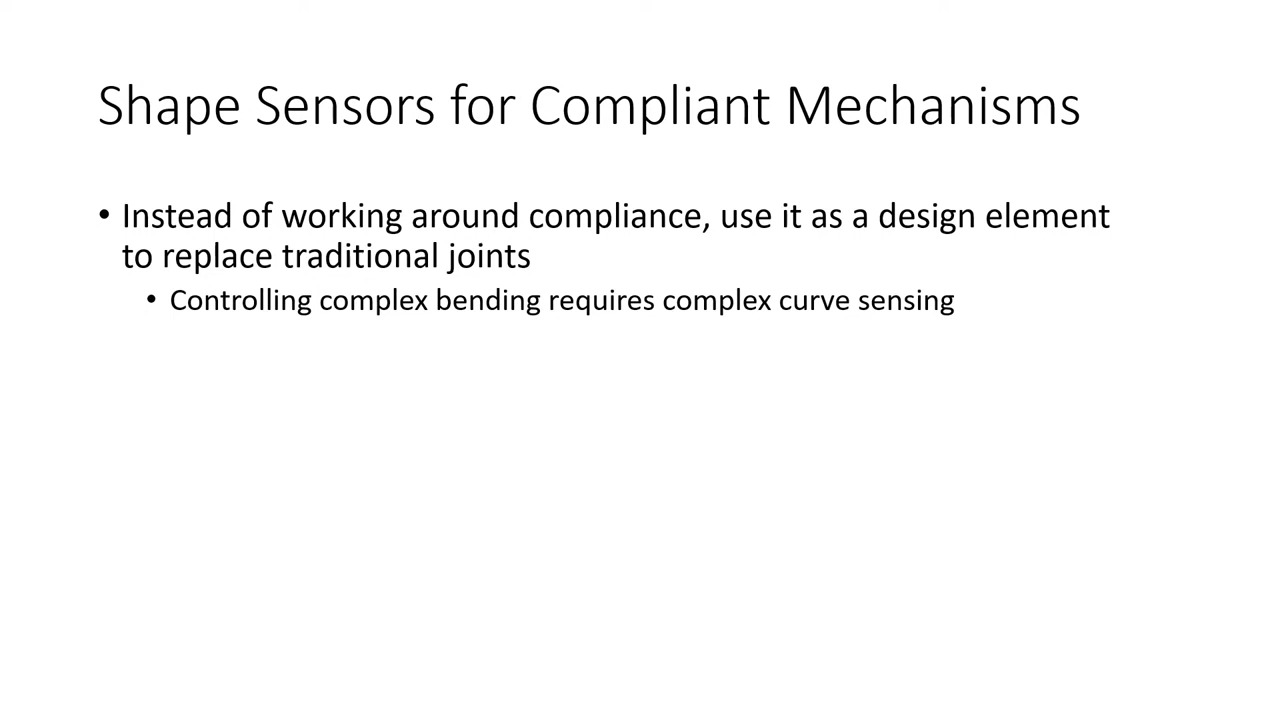 Shape Sensors for Compliant Mechanisms
• Instead of working around compliance, use it as a design element
to replace traditional joints
• Controlling complex bending requires complex curve sensing